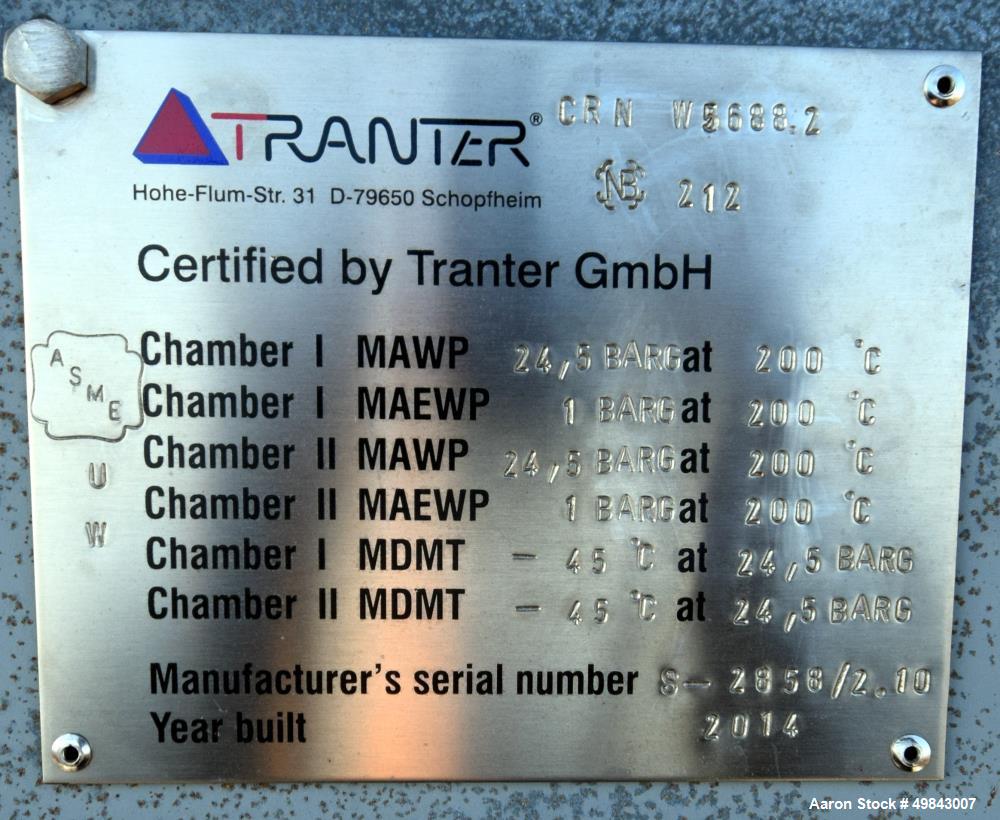 TRANTER® CRN W5688.2
Hohe-Flum-Str. 31 D-79650 Schopfheim NB 212
Certified by Tranter GmbH
ASME
U
W
Chamber I MAWP 24,5 BARG at 200 °C
Chamber I MAEWP 1 BARG at 200 °C
Chamber II MAWP 24,5 BARG at 200 °C
Chamber II MAEWP 1 BARG at 200 °C
Chamber I MDMT - 45 °C at 24,5 BARG
Chamber II MDMT - 45 °C at 24,5 BARG
Manufacturer's serial number S-2858/2.10
Year built 2014
Aaron Stock # 49843007